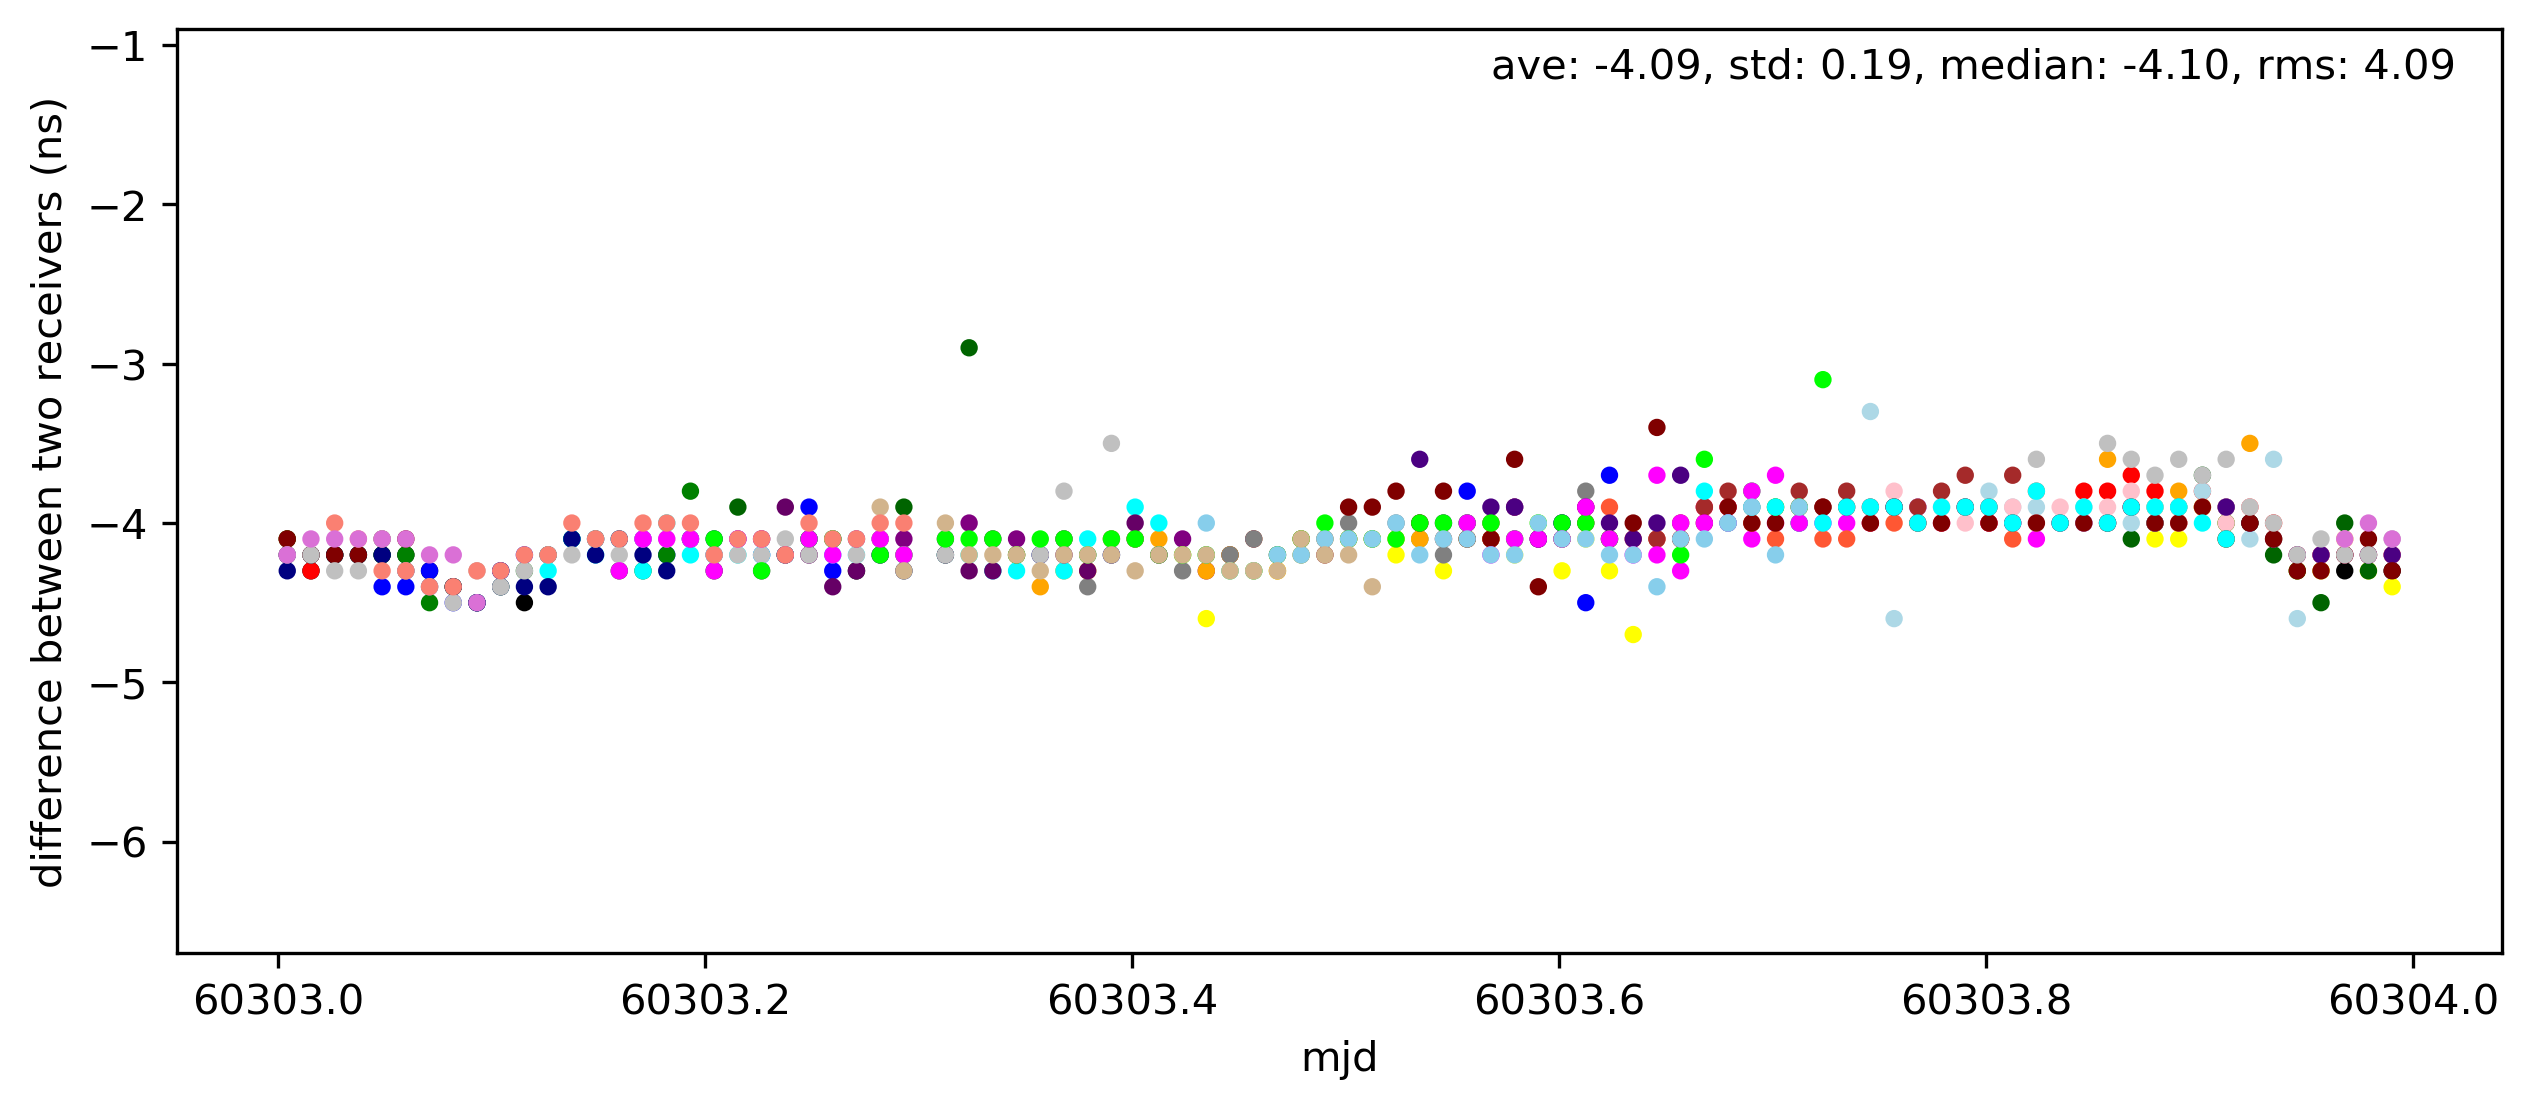 ave: -4.09, std: 0.19, median: -4.10, rms: 4.09
difference between two receivers (ns)
−1
−2
−3
−4
−5
−6
60303.0 60303.2 60303.4 60303.6 60303.8 60304.0
mjd